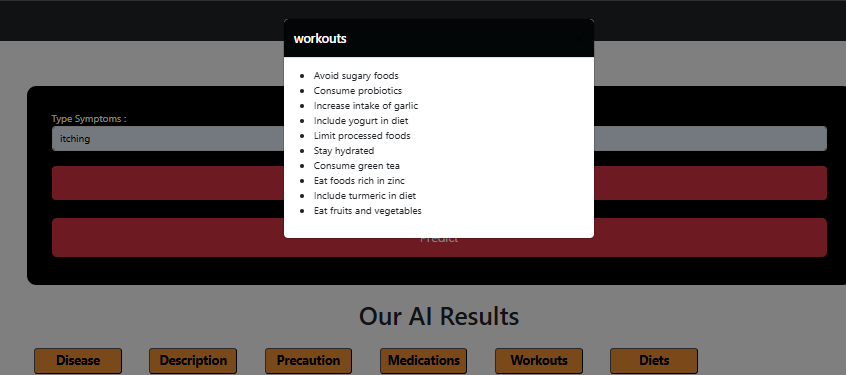 workouts
Avoid sugary foods
Consume probiotics
Increase intake of garlic
Include yogurt in diet
Limit processed foods
Stay hydrated
Consume green tea
Eat foods rich in zinc
Include turmeric in diet
Eat fruits and vegetables
Type Symptoms :
itching
Predict
Our AI Results
Disease
Description
Precaution
Medications
Workouts
Diets